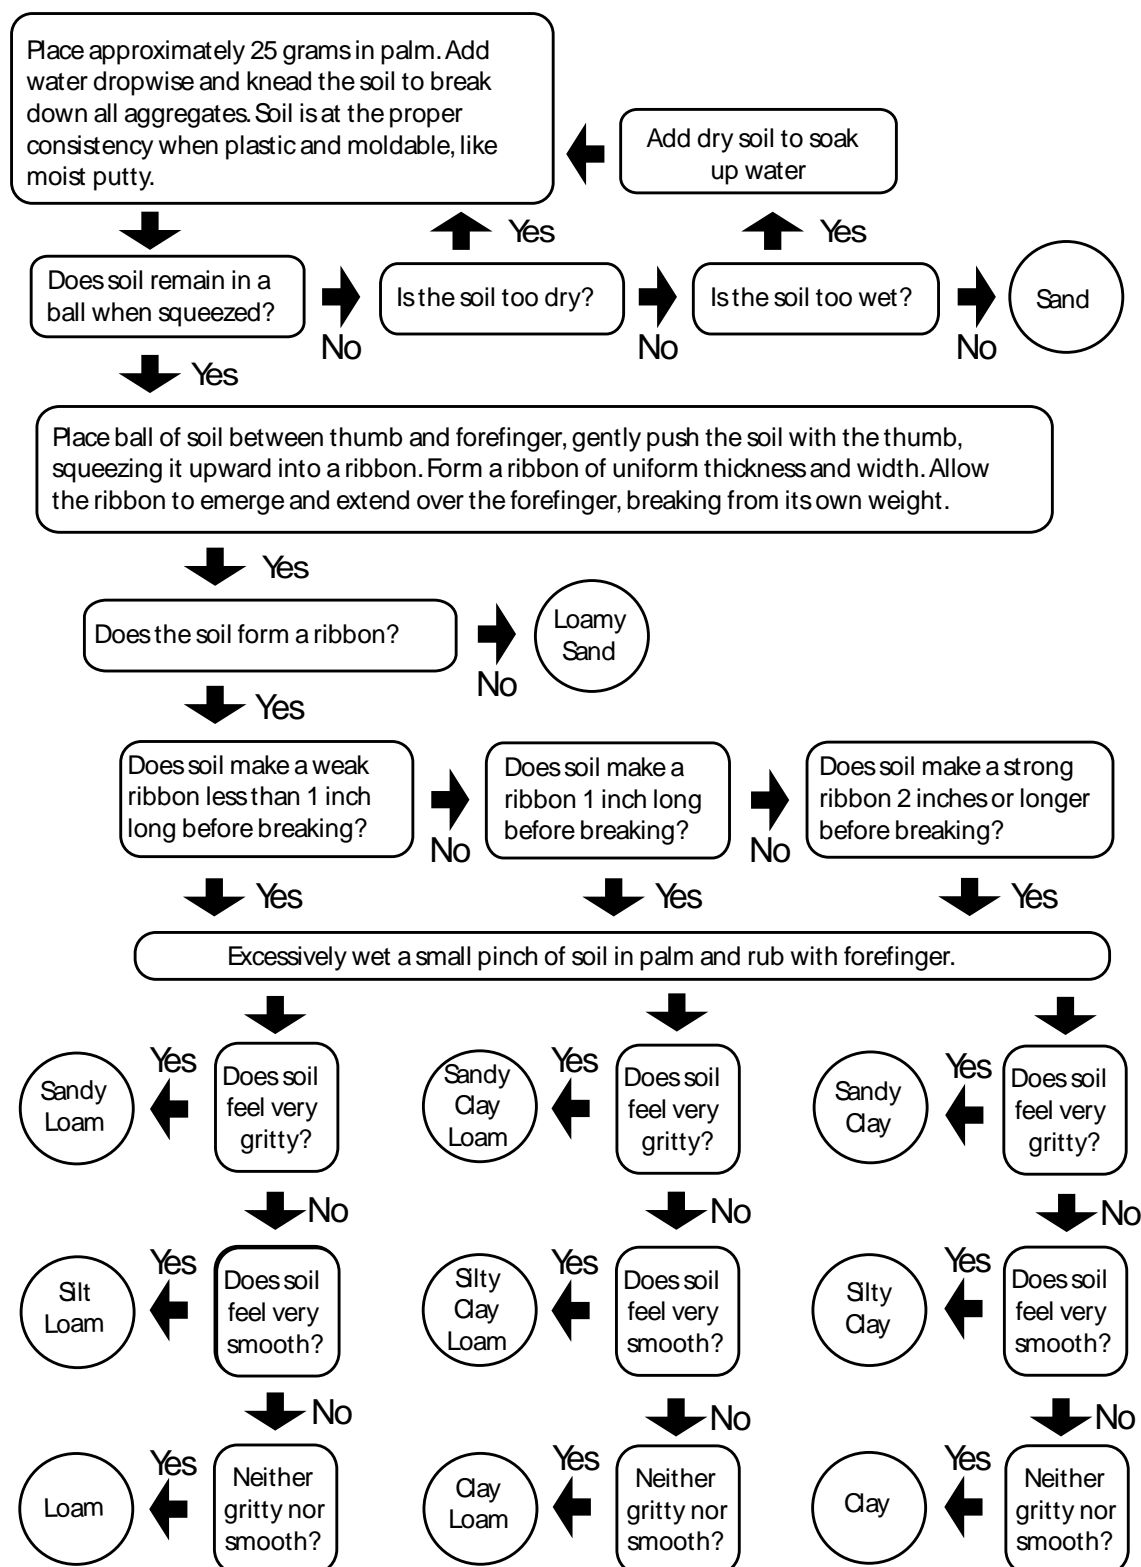 Place approximately 25 grams in palm. Add
water dropwise and knead the soil to break
down all aggregates. Soil is at the proper
consistency when plastic and moldable, like
moist putty.
Add dry soil to soak
up water
Yes
Yes
Does soil remain in a
ball when squeezed?
No
Is the soil too dry?
No
Is the soil too wet?
No
Sand
Yes
Place ball of soil between thumb and forefinger, gently push the soil with the thumb,
squeezing it upward into a ribbon. Form a ribbon of uniform thickness and width. Allow
the ribbon to emerge and extend over the forefinger, breaking from its own weight.
Yes
Does the soil form a ribbon?
No
Loamy
Sand
Yes
Does soil make a weak
ribbon less than 1 inch
long before breaking?
No
Does soil make a
ribbon 1 inch long
before breaking?
No
Does soil make a strong
ribbon 2 inches or longer
before breaking?
Yes
Yes
Yes
Excessively wet a small pinch of soil in palm and rub with forefinger.
Sandy
Loam
Yes
Does soil
feel very
gritty?
Sandy
Clay
Loam
Yes
Does soil
feel very
gritty?
Sandy
Clay
Yes
Does soil
feel very
gritty?
No
No
No
Silt
Loam
Yes
Does soil
feel very
smooth?
Silty
Clay
Loam
Yes
Does soil
feel very
smooth?
Silty
Clay
Yes
Does soil
feel very
smooth?
No
No
No
Loam
Yes
Neither
gritty nor
smooth?
Clay
Loam
Yes
Neither
gritty nor
smooth?
Clay
Yes
Neither
gritty nor
smooth?